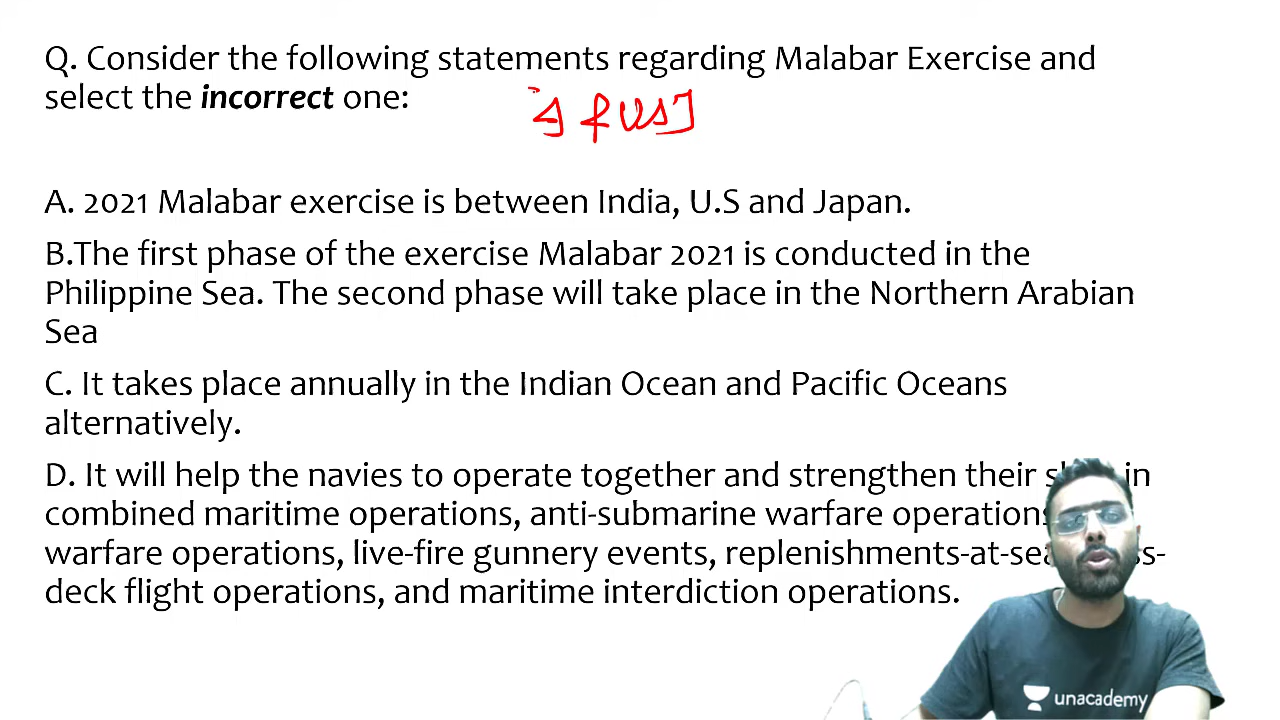 Q. Consider the following statements regarding Malabar Exercise and
select the incorrect one:
A. 2021 Malabar exercise is between India, U.S and Japan.
B.The first phase of the exercise Malabar 2021 is conducted in the
Philippine Sea. The second phase will take place in the Northern Arabian
Sea
C. It takes place annually in the Indian Ocean and Pacific Oceans
alternatively.
D. It will help the navies to operate together and strengthen their in
combined maritime operations, anti-submarine warfare operations
warfare operations, live-fire gunnery events, replenishments-at-sea
deck flight operations, and maritime interdiction operations.
unacademy